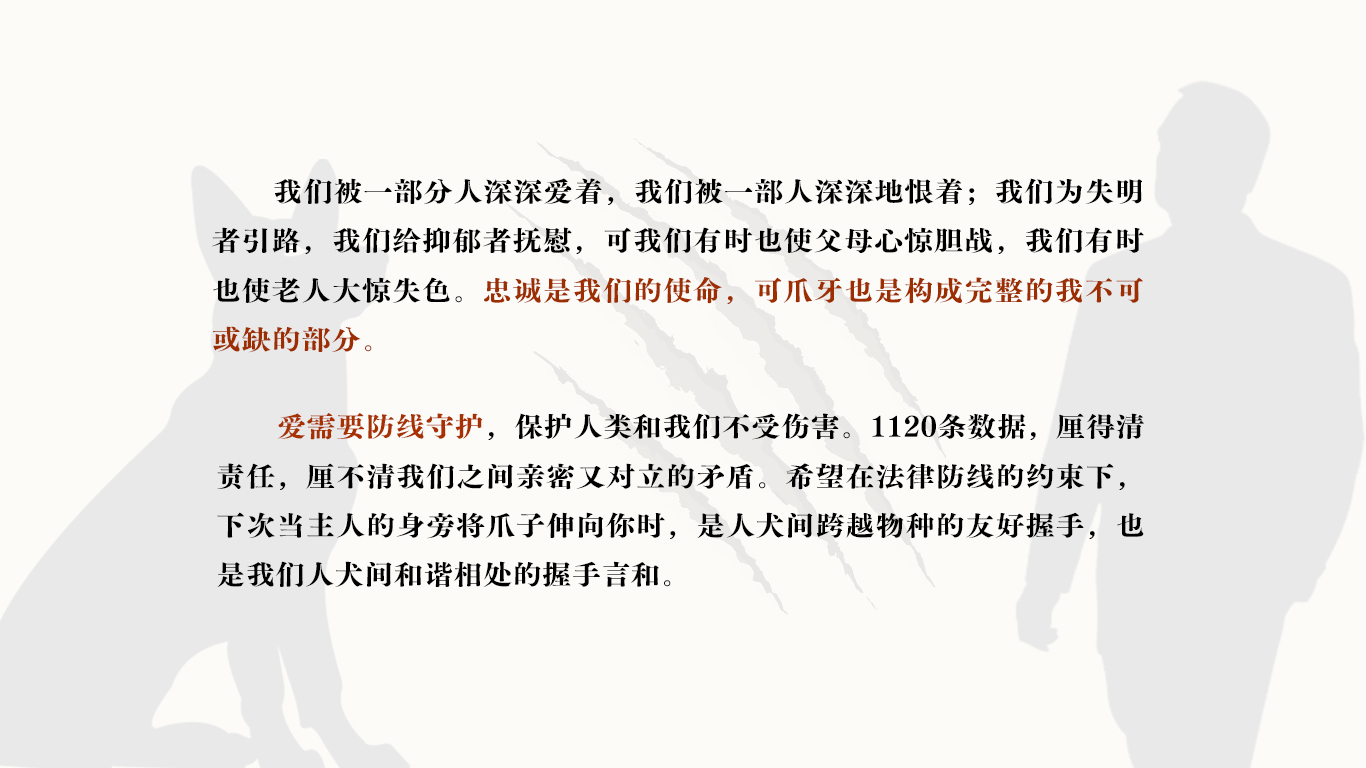 我们被一部分人深深爱着，我们被一部人深深地恨着；我们为失明
者引路，我们给抑郁者抚慰，可我们有时也使父母心惊胆战，我们有时
也使老人大惊失色。忠诚是我们的使命，可爪牙也是构成完整的我不可
或缺的部分。
爱需要防线守护，保护人类和我们不受伤害。1120条数据，厘得清
责任，厘不清我们之间亲密又对立的矛盾。希望在法律防线的约束下，
下次当主人的身旁将爪子伸向你时，是人犬间跨越物种的友好握手，也
是我们人犬间和谐相处的握手言和。